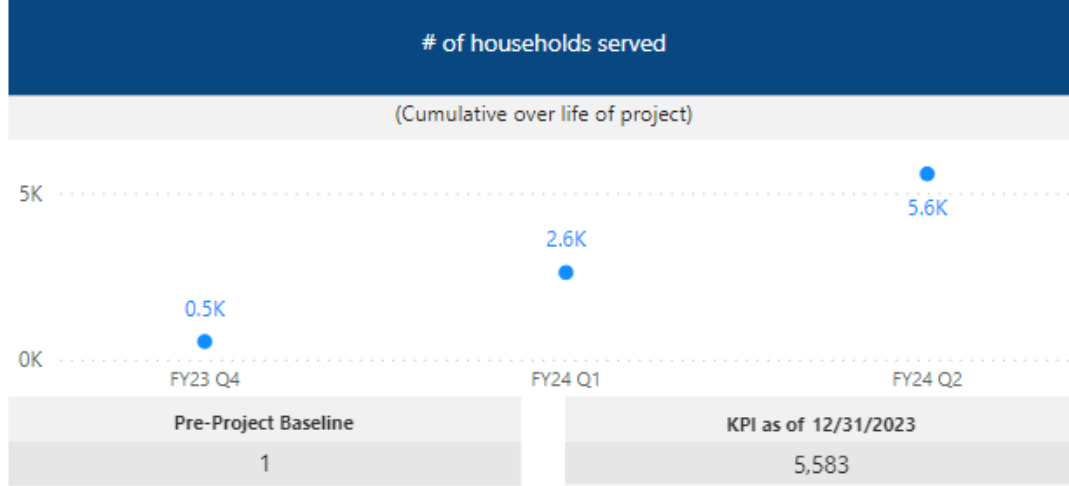 # of households served
(Cumulative over life of project)
5K
5.6K
2.6K
0.5K
0K
FY23 Q4 FY24 Q1 FY24 Q2
Pre-Project Baseline KPI as of 12/31/2023
1 5,583